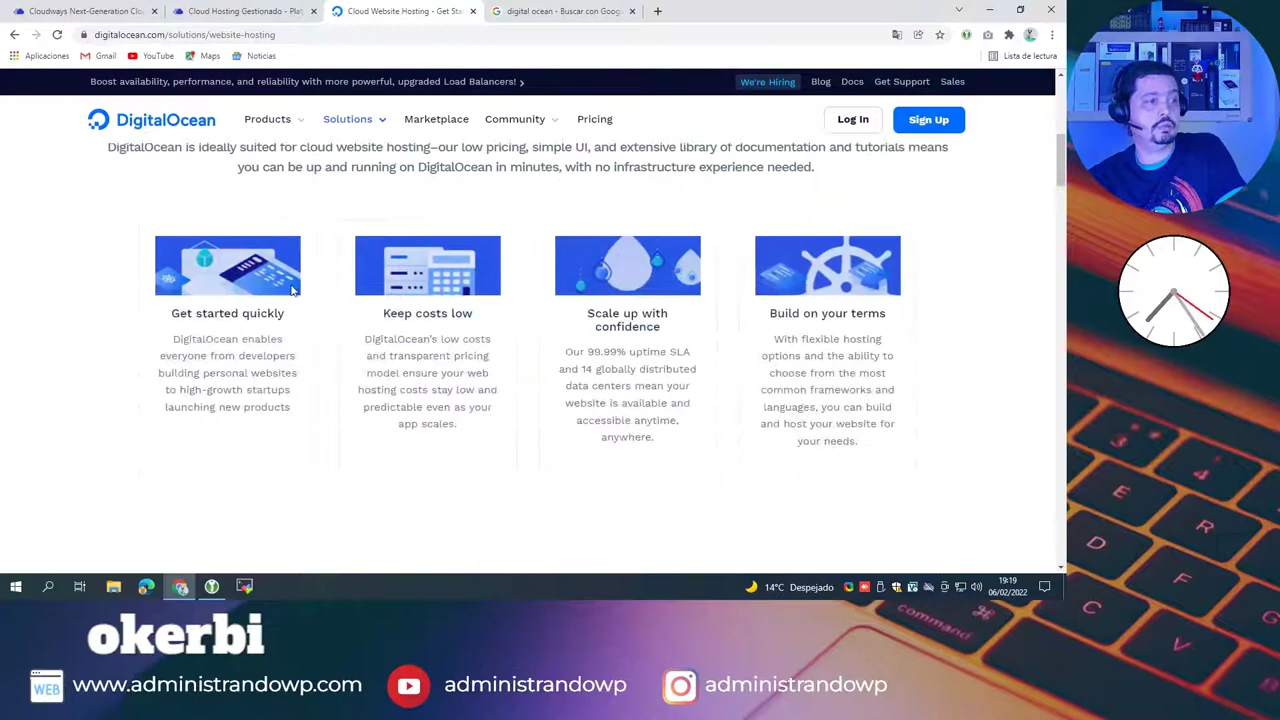 Cloudways Next-Generation Clou
Cloud Hosting Gestionado - Plat
Cloud Website Hosting - Get Sta
digital ocean - Buscar con Goog
digitalocean.com/solutions/website-hosting
Aplicaciones
Gmail
YouTube
Maps
Noticias
Lista de lectura
Boost availability, performance, and reliability with more powerful, upgraded Load Balancers!
We're Hiring
Blog
Docs
Get Support
Sales
DigitalOcean
Products
Solutions
Marketplace
Community
Pricing
Log In
Sign Up
DigitalOcean is ideally suited for cloud website hosting–our low pricing, simple UI, and extensive library of documentation and tutorials means
you can be up and running on DigitalOcean in minutes, with no infrastructure experience needed.
Get started quickly
DigitalOcean enables
everyone from developers
building personal websites
to high-growth startups
launching new products
Keep costs low
DigitalOcean's low costs
and transparent pricing
model ensure your web
hosting costs stay low and
predictable even as your
app scales.
Scale up with
confidence
Our 99.99% uptime SLA
and 14 globally distributed
data centers mean your
website is available and
accessible anytime,
anywhere.
Build on your terms
With flexible hosting
options and the ability to
choose from the most
common frameworks and
languages, you can build
and host your website for
your needs.
14°C Despejado
19:19
06/02/2022
okerbi
WEB
www.administrandowp.com
administrandowp
administrandowp
3
4
E
R
D
F
C
V
G
command